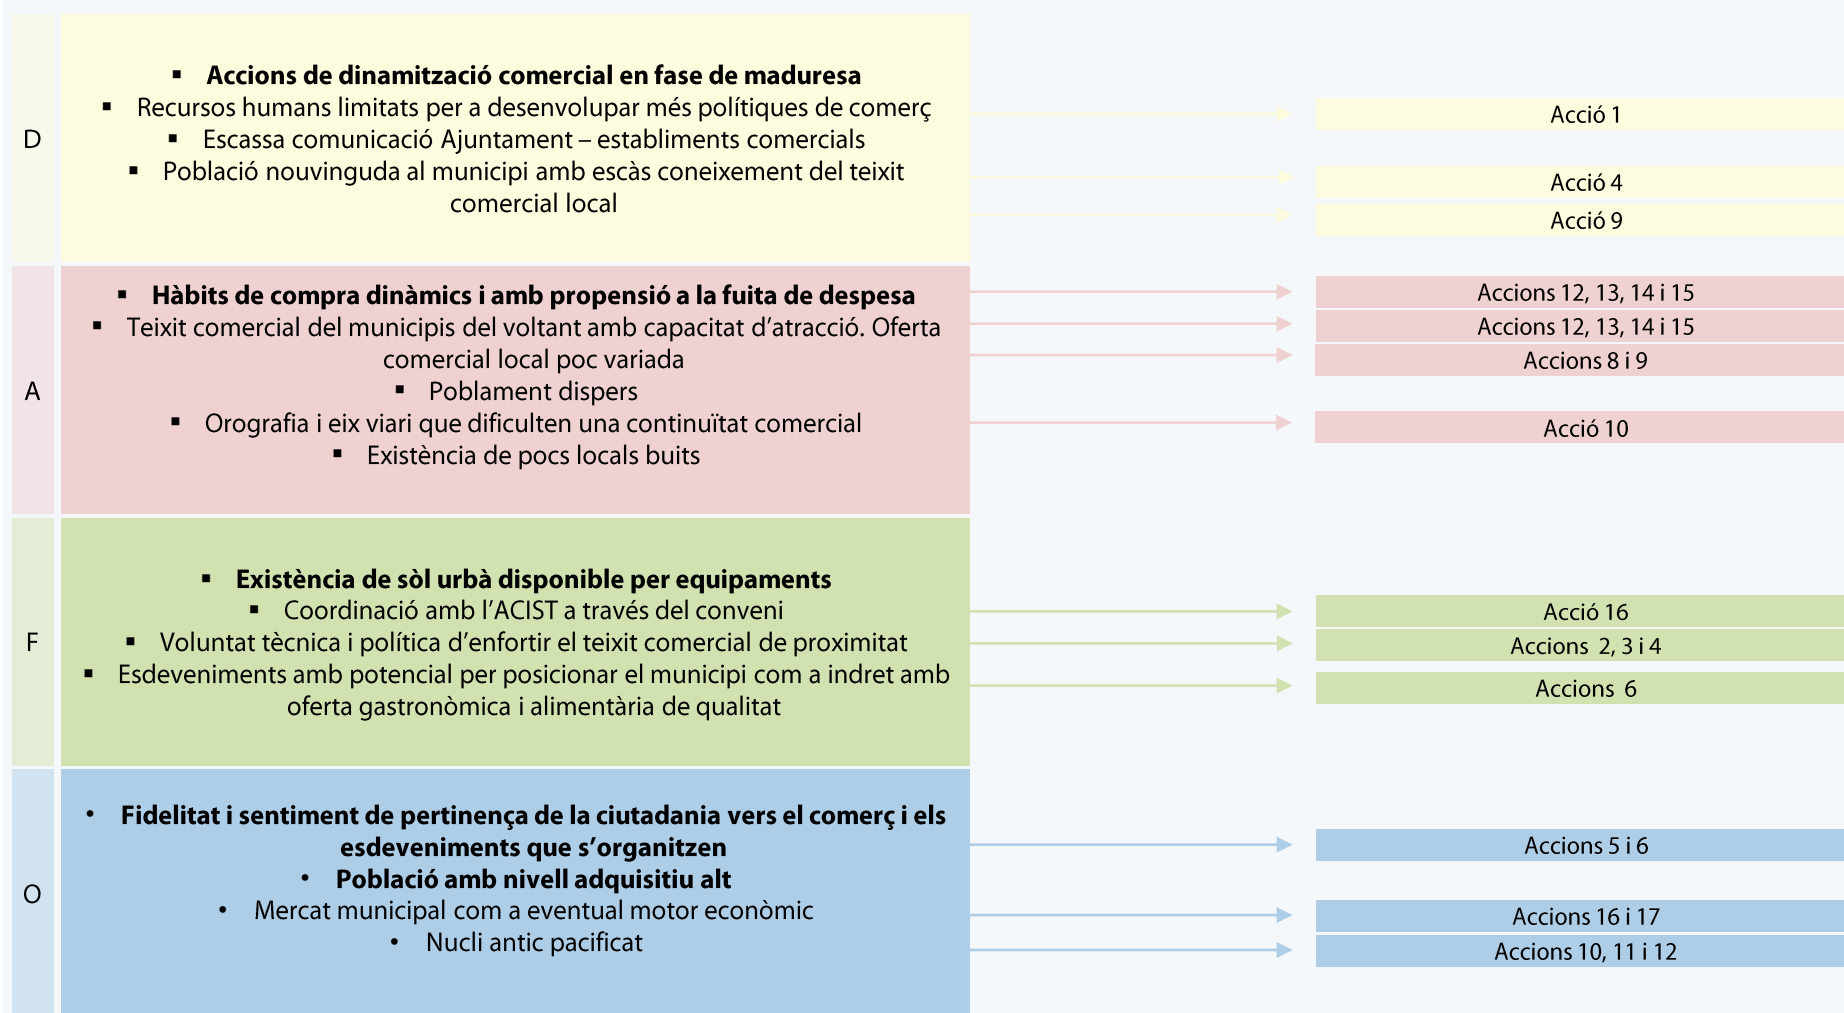 D
▪ Accions de dinamització comercial en fase de maduresa
▪ Recursos humans limitats per a desenvolupar més polítiques de comerç
▪ Escassa comunicació Ajuntament – establiments comercials
▪ Població nouvinguda al municipi amb escàs coneixement del teixit
comercial local
Acció 1
Acció 4
Acció 9
A
▪ Hàbits de compra dinàmics i amb propensió a la fuita de despesa
▪ Teixit comercial del municipis del voltant amb capacitat d’atracció. Oferta
comercial local poc variada
▪ Poblament dispers
▪ Orografia i eix viari que dificulten una continuïtat comercial
▪ Existència de pocs locals buits
Accions 12, 13, 14 i 15
Accions 12, 13, 14 i 15
Accions 8 i 9
Acció 10
F
▪ Existència de sòl urbà disponible per equipaments
▪ Coordinació amb l’ACIST a través del conveni
▪ Voluntat tècnica i política d’enfortir el teixit comercial de proximitat
▪ Esdeveniments amb potencial per posicionar el municipi com a indret amb
oferta gastronòmica i alimentària de qualitat
Acció 16
Accions 2, 3 i 4
Accions 6
O
• Fidelitat i sentiment de pertinença de la ciutadania vers el comerç i els
esdeveniments que s’organitzen
• Població amb nivell adquisitiu alt
• Mercat municipal com a eventual motor econòmic
• Nucli antic pacificat
Accions 5 i 6
Accions 16 i 17
Accions 10, 11 i 12